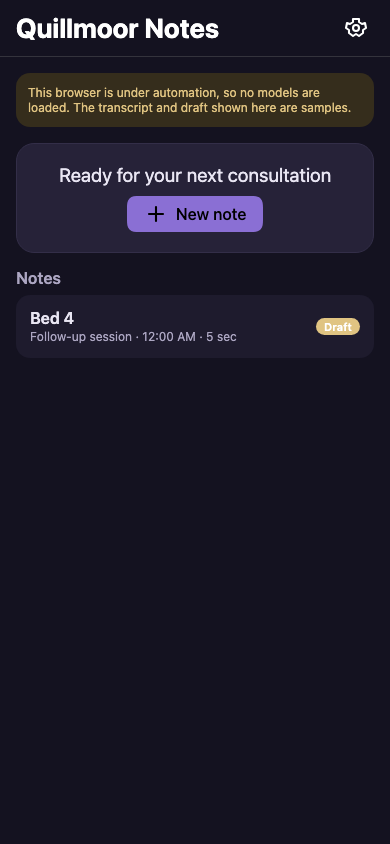 Quillmoor Notes
This browser is under automation, so no models are
loaded. The transcript and draft shown here are samples.
Ready for your next consultation
New note
Notes
Bed 4
Follow-up session · 12:00 AM · 5 sec
Draft